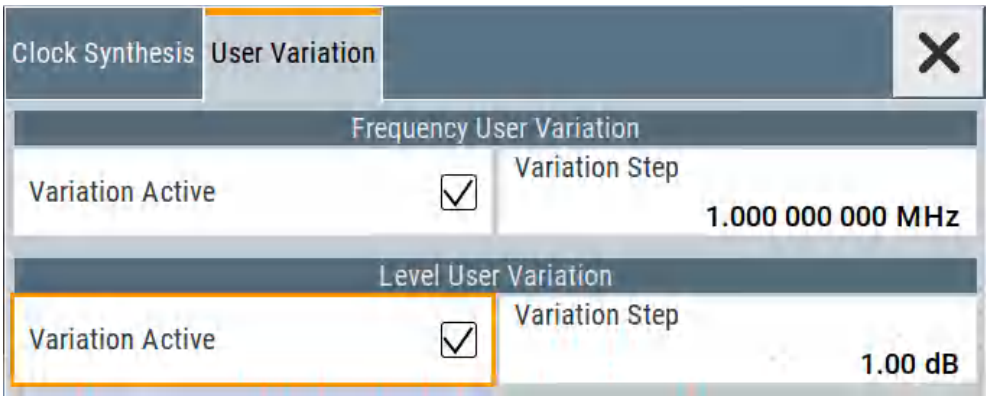 Clock Synthesis User Variation
Frequency User Variation
Variation Active
Variation Step
1.000 000 000 MHz
Level User Variation
Variation Active
Variation Step
1.00 dB